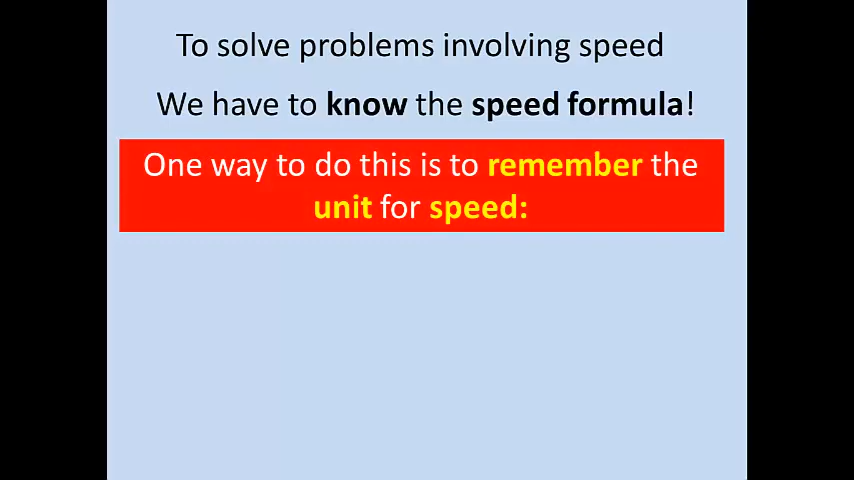 To solve problems involving speed
We have to know the speed formula!
One way to do this is to remember the
unit for speed: